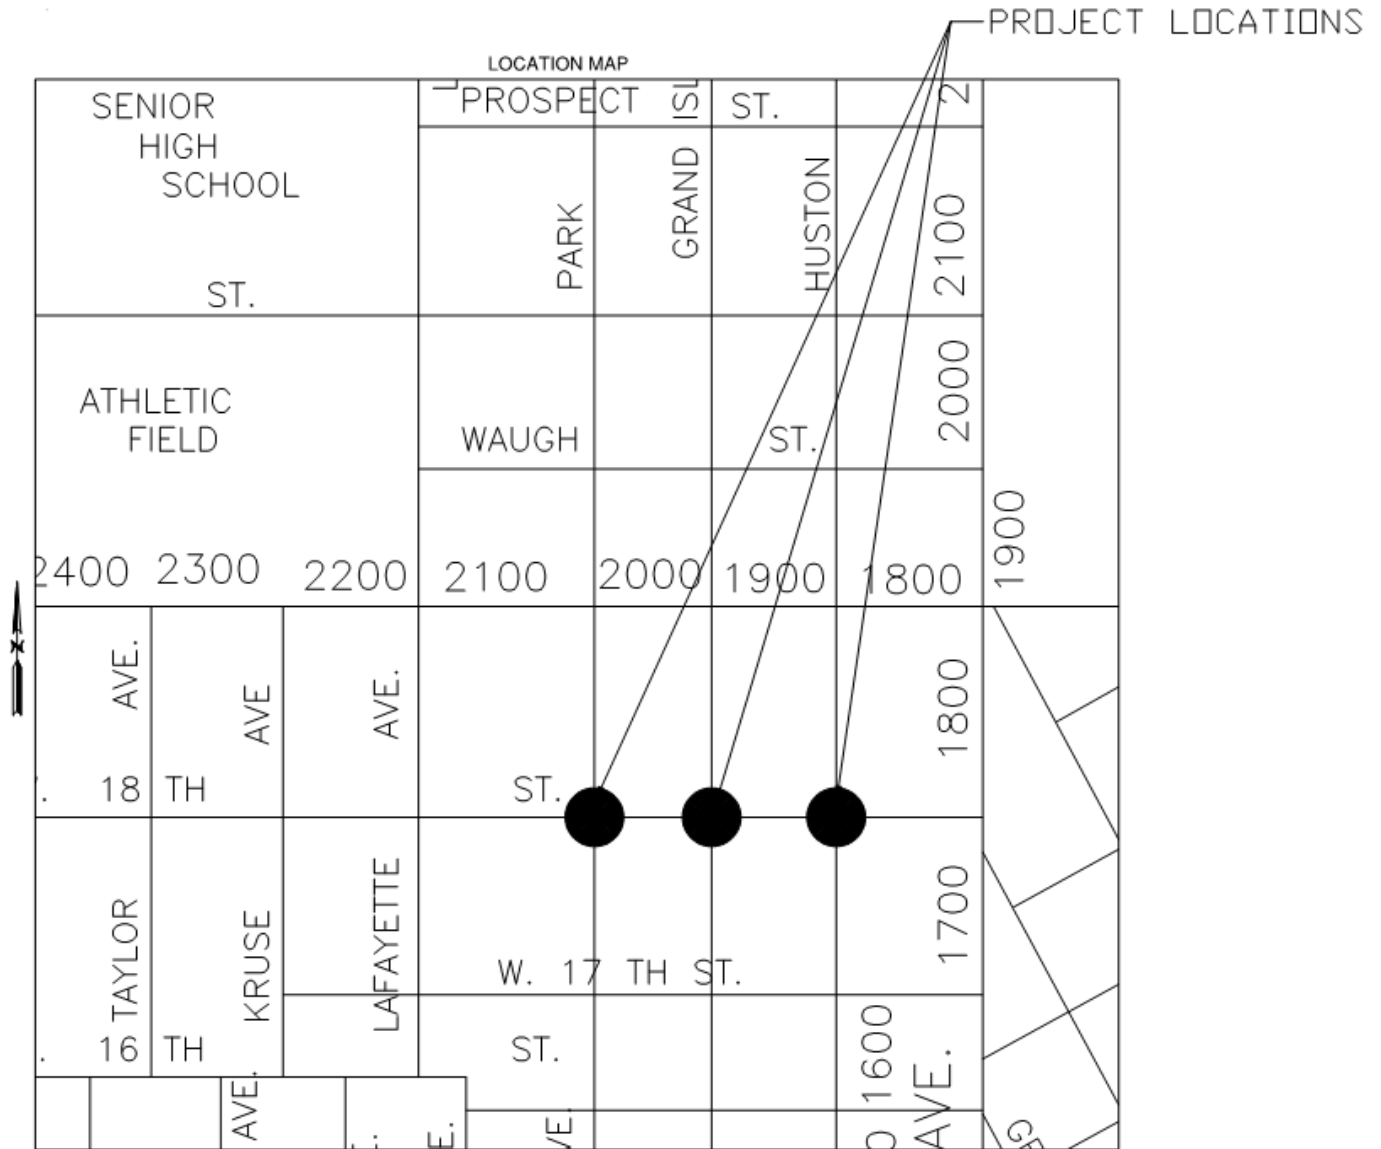 PROJECT LOCATIONS
LOCATION MAP
SENIOR
HIGH
SCHOOL
PROSPECT ST.
GRAND ISL
PARK
HUSTON
2100
ST.
2000
ATHLETIC
FIELD
WAUGH ST.
1900
2400 2300 2200 2100 2000 1900 1800
AVE.
AVE
AVE.
1800
18 TH ST.
TAYLOR
KRUSE
LAFAYETTE
1700
W. 17 TH ST.
16 TH ST.
1600
AVE.
AVE.